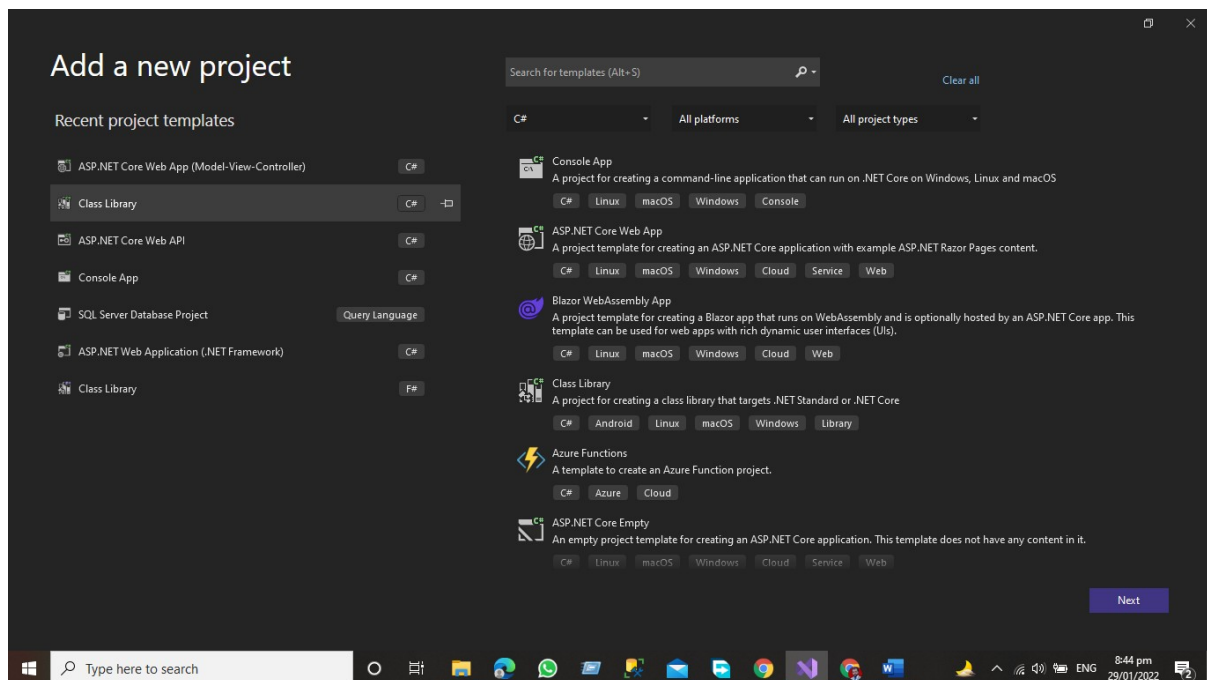 Add a new project
Search for templates (Alt+S)
Clear all
Recent project templates
C#
All platforms
All project types
ASP.NET Core Web App (Model-View-Controller)
C#
Class Library
C#
ASP.NET Core Web API
C#
Console App
C#
SQL Server Database Project
Query Language
ASP.NET Web Application (.NET Framework)
C#
Class Library
F#
Console App
A project for creating a command-line application that can run on .NET Core on Windows, Linux and macOS
C# Linux macOS Windows Console
ASP.NET Core Web App
A project template for creating an ASP.NET Core application with example ASP.NET Razor Pages content.
C# Linux macOS Windows Cloud Service Web
Blazor WebAssembly App
A project template for creating a Blazor app that runs on WebAssembly and is optionally hosted by an ASP.NET Core app. This
template can be used for web apps with rich dynamic user interfaces (UIs).
C# Linux macOS Windows Cloud Web
Class Library
A project for creating a class library that targets .NET Standard or .NET Core
C# Android Linux macOS Windows Library
Azure Functions
A template to create an Azure Function project.
C# Azure Cloud
ASP.NET Core Empty
An empty project template for creating an ASP.NET Core application. This template does not have any content in it.
C# Linux macOS Windows Cloud Service Web
Next
Type here to search
ENG
8:44 pm
29/01/2022
2